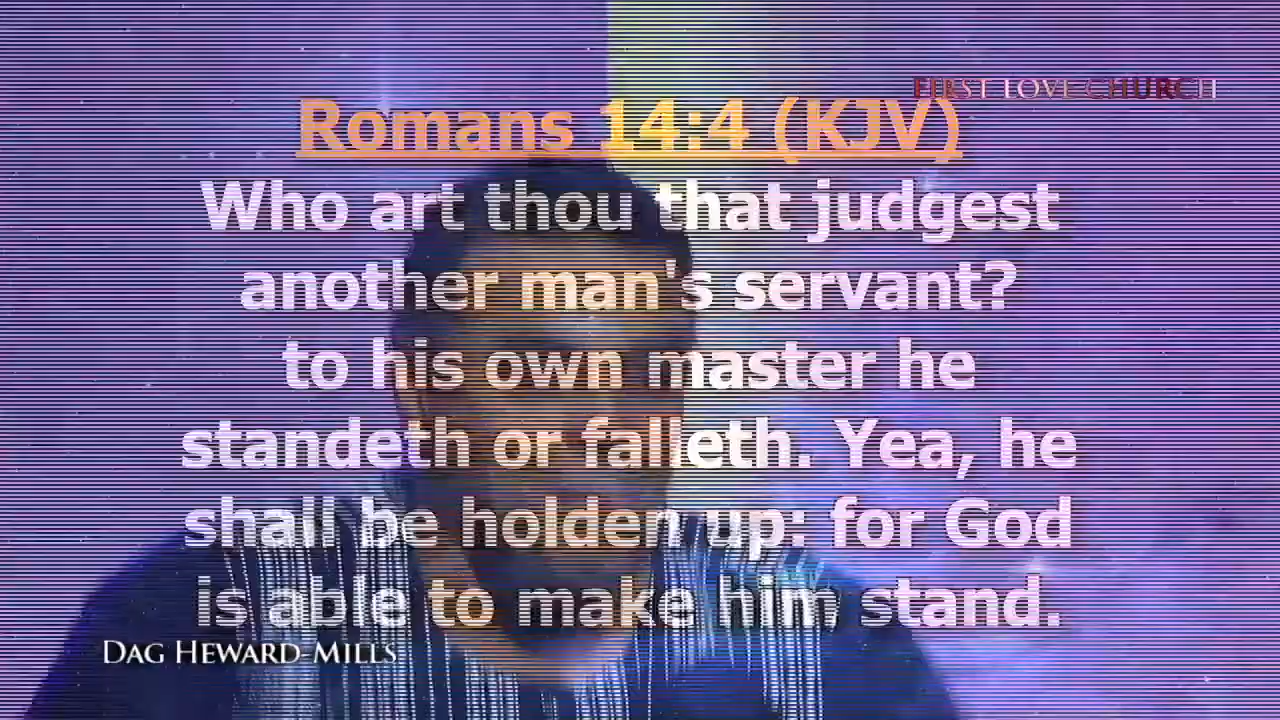 FIRST LOVE CHURCH
Romans 14:4 (KJV)
Who art thou that judgest
another man's servant?
to his own master he
standeth or falleth. Yea, he
shall be holden up: for God
is able to make him stand.
DAG HEWARD-MILLS